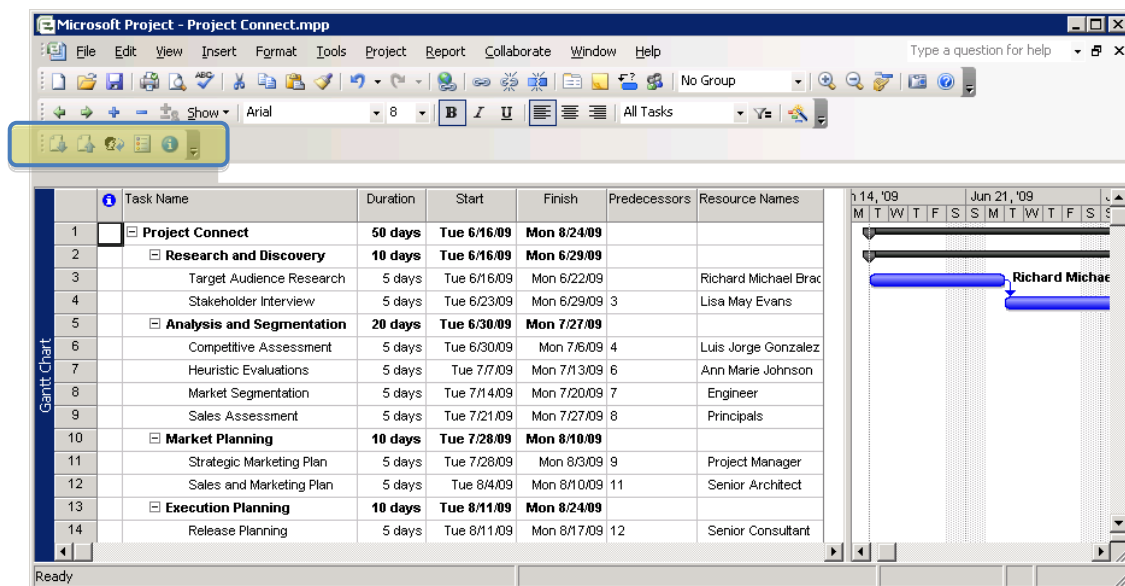 Microsoft Project - Project Connect.mpp
File Edit View Insert Format Tools Project Report Collaborate Window Help Type a question for help
ABC No Group
Show Arial 8 B I U All Tasks
Task Name Duration Start Finish Predecessors Resource Names 14, '09 Jun 21, '09
M T W T F S S M T W T F S S
1 Project Connect 50 days Tue 6/16/09 Mon 8/24/09
2 Research and Discovery 10 days Tue 6/16/09 Mon 6/29/09
3 Target Audience Research 5 days Tue 6/16/09 Mon 6/22/09 Richard Michael Brac Richard Michae
4 Stakeholder Interview 5 days Tue 6/23/09 Mon 6/29/09 3 Lisa May Evans
5 Analysis and Segmentation 20 days Tue 6/30/09 Mon 7/27/09
6 Competitive Assessment 5 days Tue 6/30/09 Mon 7/6/09 4 Luis Jorge Gonzalez
7 Heuristic Evaluations 5 days Tue 7/7/09 Mon 7/13/09 6 Ann Marie Johnson
8 Market Segmentation 5 days Tue 7/14/09 Mon 7/20/09 7 Engineer
9 Sales Assessment 5 days Tue 7/21/09 Mon 7/27/09 8 Principals
10 Market Planning 10 days Tue 7/28/09 Mon 8/10/09
11 Strategic Marketing Plan 5 days Tue 7/28/09 Mon 8/3/09 9 Project Manager
12 Sales and Marketing Plan 5 days Tue 8/4/09 Mon 8/10/09 11 Senior Architect
13 Execution Planning 10 days Tue 8/11/09 Mon 8/24/09
14 Release Planning 5 days Tue 8/11/09 Mon 8/17/09 12 Senior Consultant
Gantt Chart
Ready